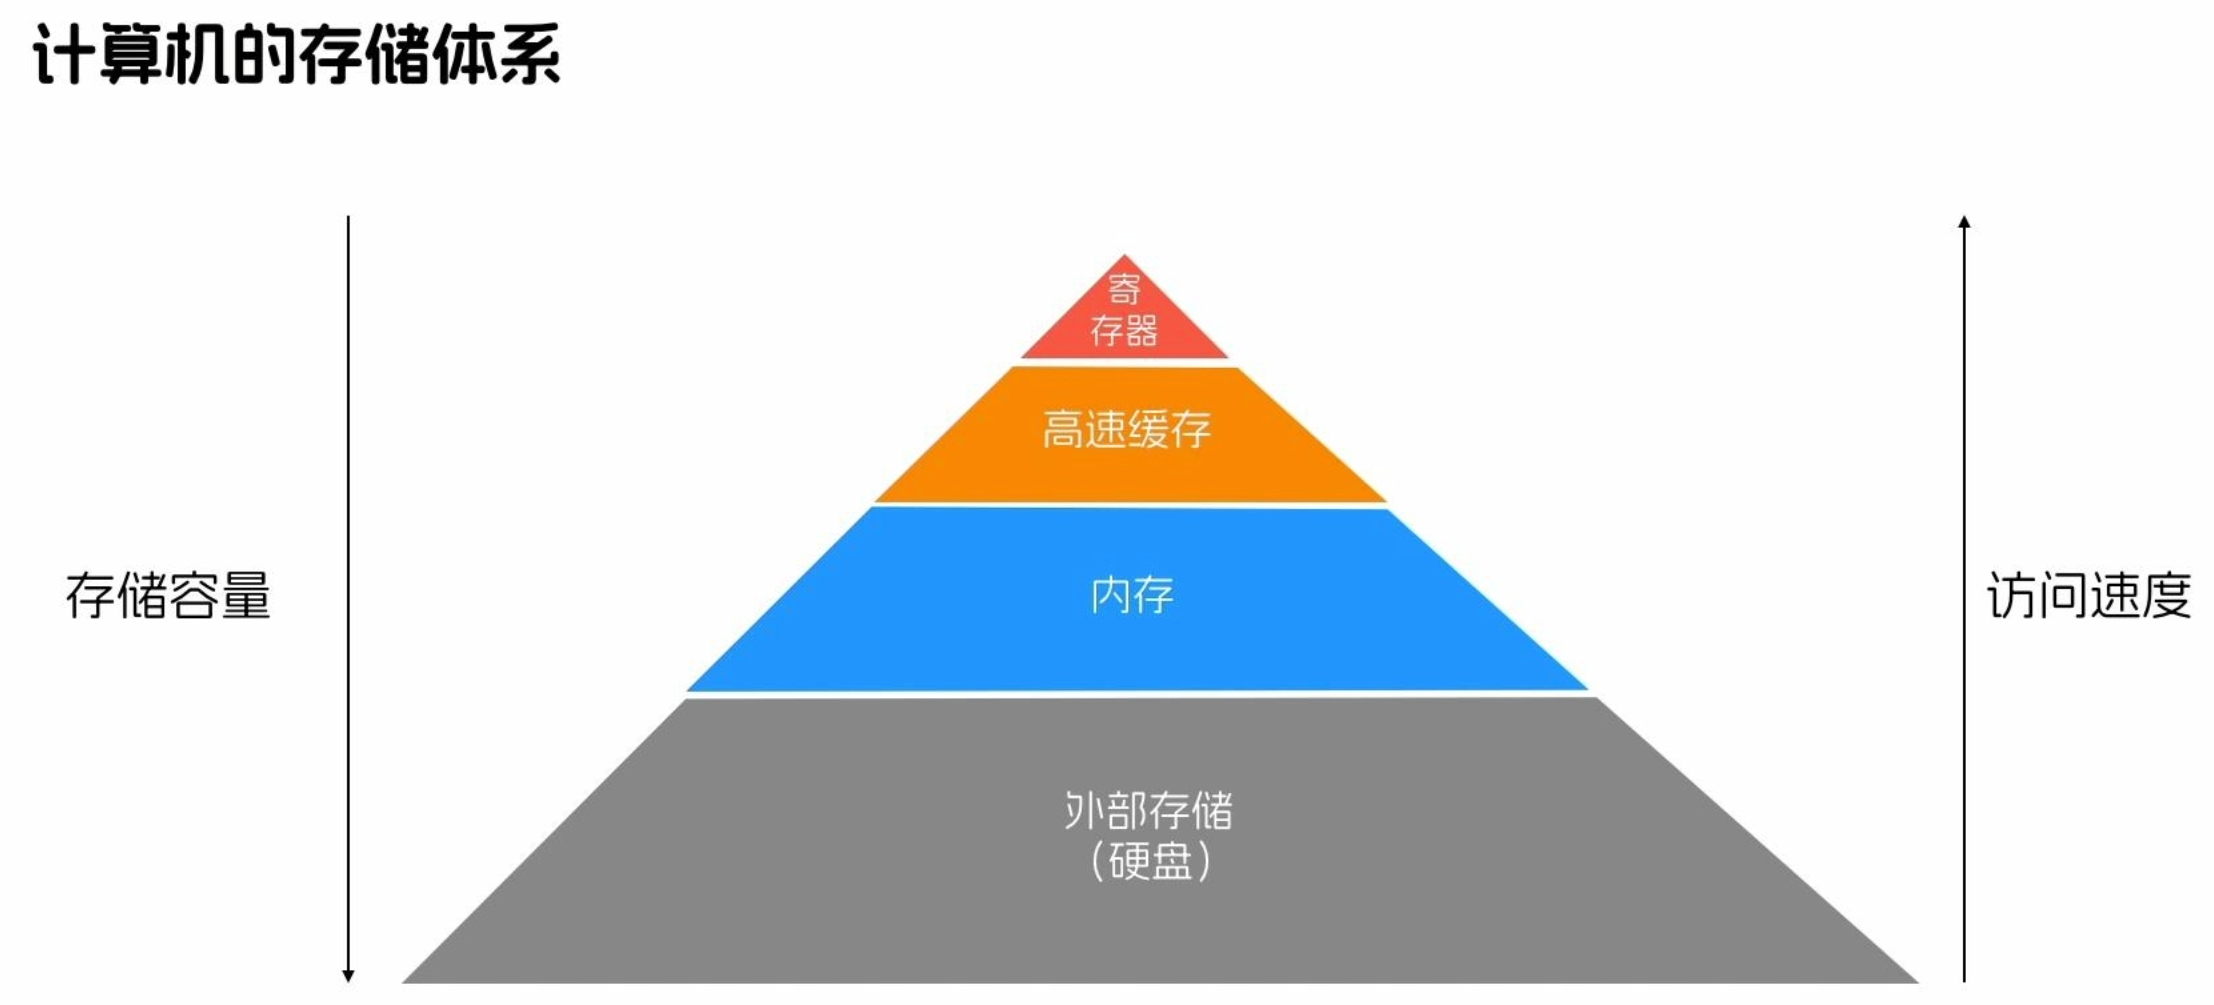 计算机的存储体系
寄
存器
高速缓存
内存
存储容量
访问速度
外部存储
（硬盘）